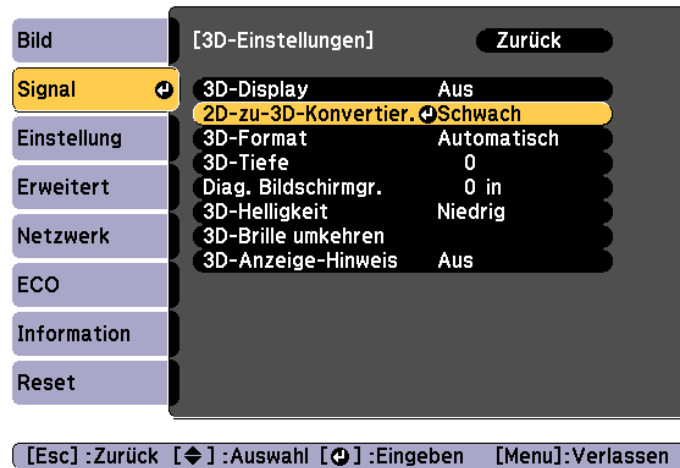 Bild
Signal
Einstellung
Erweitert
Netzwerk
ECO
Information
Reset
[3D-Einstellungen] Zurück
3D-Display Aus
2D-zu-3D-Konvertier. Schwach
3D-Format Automatisch
3D-Tiefe 0
Diag. Bildschirmgr. 0 in
3D-Helligkeit Niedrig
3D-Brille umkehren
3D-Anzeige-Hinweis Aus
[Esc] :Zurück [◆] :Auswahl [⏎] :Eingeben [Menu]:Verlassen